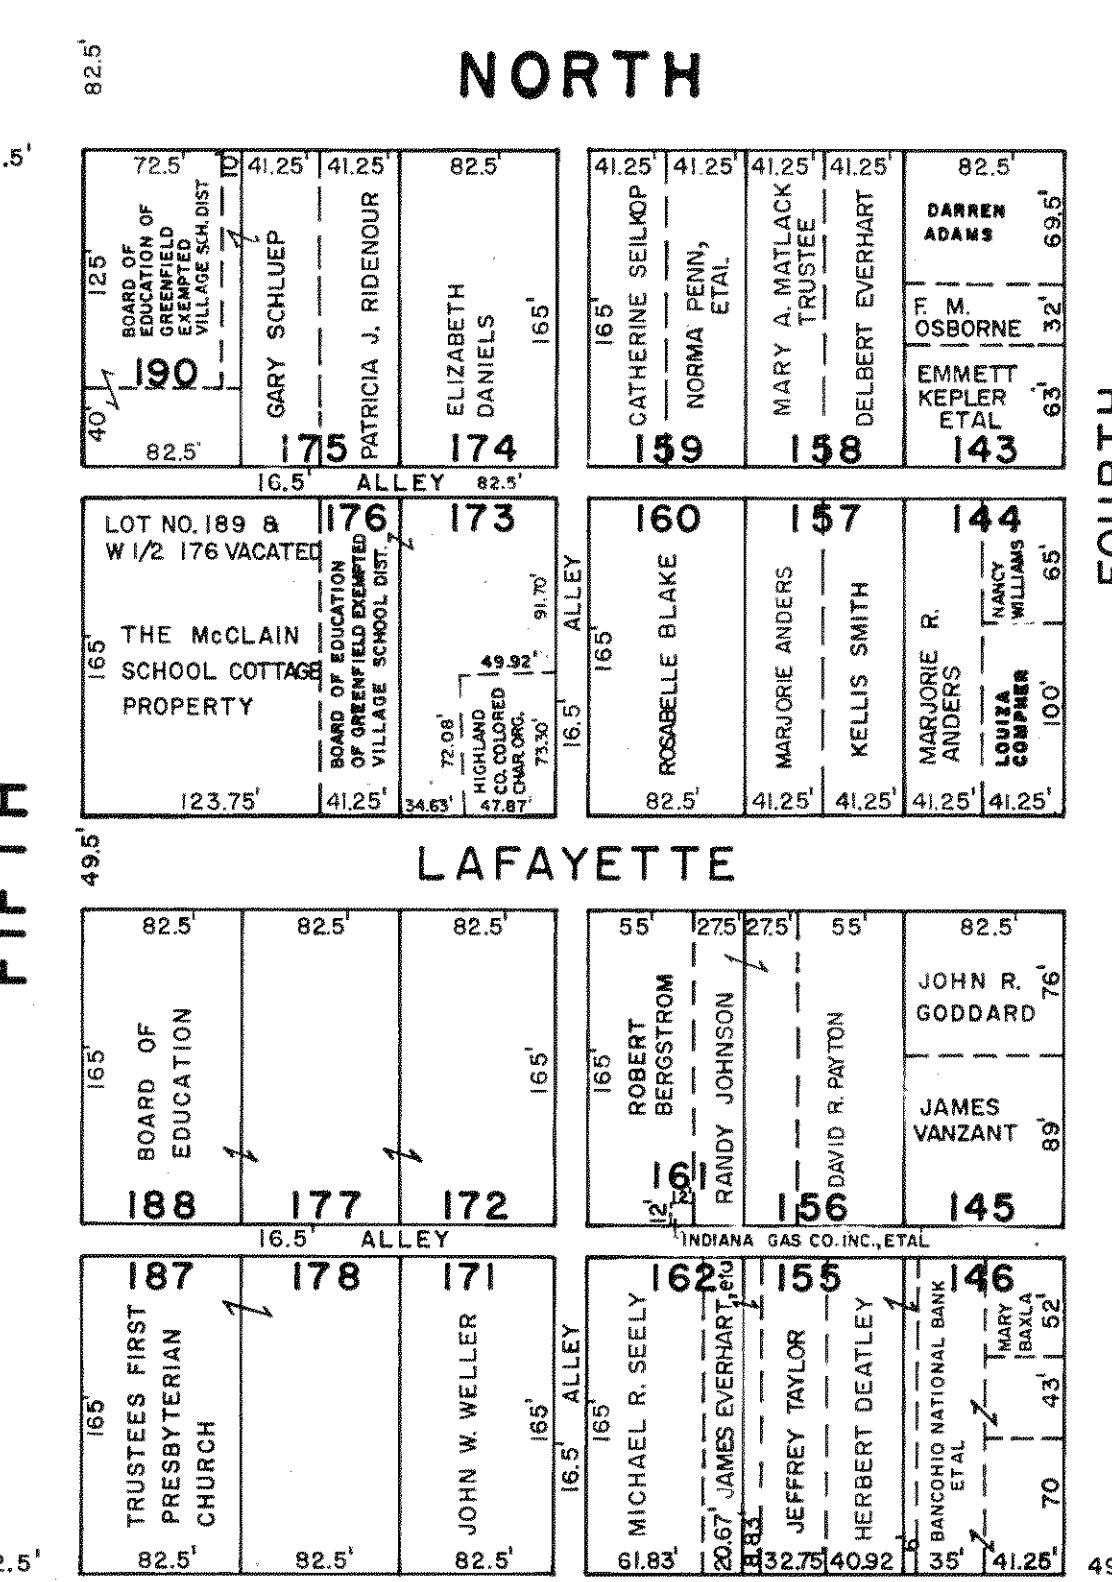 82.5'
NORTH
.5'
72.5'
10'
41.25'
41.25'
82.5'
41.25'
41.25'
41.25'
41.25'
82.5'
125'
BOARD OF
EDUCATION OF
GREENFIELD
EXEMPTED
VILLAGE SCH. DIST
190
40'
82.5'
GARY SCHLUEP
175
PATRICIA J. RIDENOUR
ELIZABETH
DANIELS
165'
174
165'
CATHERINE SEILKOP
159
NORMA PENN,
ETAL
MARY A. MATLACK
TRUSTEE
158
DELBERT EVERHART
DARREN
ADAMS
69.5'
F. M.
OSBORNE
32'
EMMETT
KEPLER
ETAL
63'
143
FOURTH
16.5'
ALLEY
82.5'
LOT NO. 189 &
W 1/2 176 VACATED
165'
THE McCLAIN
SCHOOL COTTAGE
PROPERTY
123.75'
176
BOARD OF EDUCATION
OF GREENFIELD EXEMPTED
VILLAGE SCHOOL DIST.
41.25'
173
91.70'
49.92'
72.08'
HIGHLAND
CO. COLORED
CHAR. ORG.
73.30'
34.63'
47.87'
ALLEY
16.5'
160
165'
ROSABELLE BLAKE
82.5'
157
MARJORIE ANDERS
41.25'
KELLIS SMITH
41.25'
144
MARJORIE R.
ANDERS
41.25'
NANCY
WILLIAMS
65'
LOUIZA
COMPHER
100'
41.25'
FIFTH
49.5'
LAFAYETTE
82.5'
82.5'
82.5'
55'
27.5'
27.5'
55'
82.5'
165'
BOARD OF
EDUCATION
188
177
172
165'
165'
ROBERT
BERGSTROM
161
12'
12'
RANDY JOHNSON
156
DAVID R. PAYTON
JOHN R.
GODDARD
76'
JAMES
VANZANT
89'
145
16.5'
ALLEY
INDIANA GAS CO. INC., ETAL
187
TRUSTEES FIRST
PRESBYTERIAN
CHURCH
165'
82.5'
178
82.5'
171
JOHN W. WELLER
165'
82.5'
ALLEY
16.5'
162
165'
MICHAEL R. SEELY
61.83'
JAMES EVERHART, etu
20.67'
8.83'
155
JEFFREY TAYLOR
32.75'
HERBERT DEATLEY
40.92
146
6'
BANCOHIO NATIONAL BANK
ETAL
35'
MARY
BAXLA
52'
43'
70
41.25'
2.5'
49